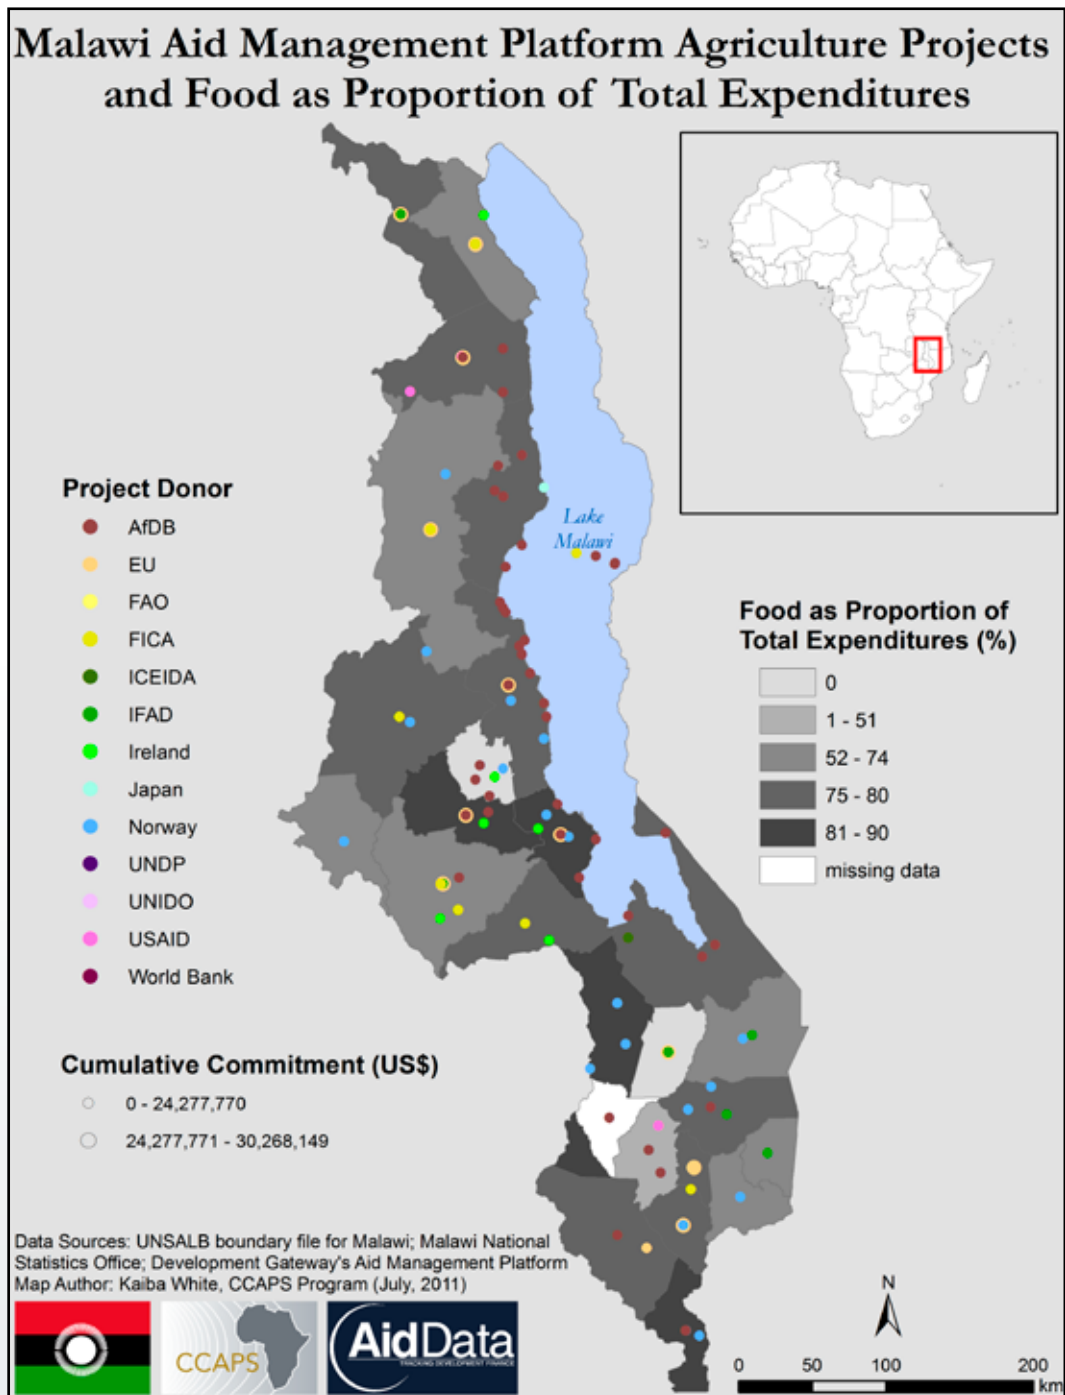 Malawi Aid Management Platform Agriculture Projects
and Food as Proportion of Total Expenditures
Lake
Malawi
Project Donor
AfDB
EU
FAO
FICA
ICEIDA
IFAD
Ireland
Japan
Norway
UNDP
UNIDO
USAID
World Bank
Food as Proportion of
Total Expenditures (%)
0
1 - 51
52 - 74
75 - 80
81 - 90
missing data
Cumulative Commitment (US$)
0 - 24,277,770
24,277,771 - 30,268,149
Data Sources: UNSALB boundary file for Malawi; Malawi National
Statistics Office; Development Gateway's Aid Management Platform
Map Author: Kaiba White, CCAPS Program (July, 2011)
CCAPS
AidData
TRACKING DEVELOPMENT FINANCE
N
0 50 100 200
km